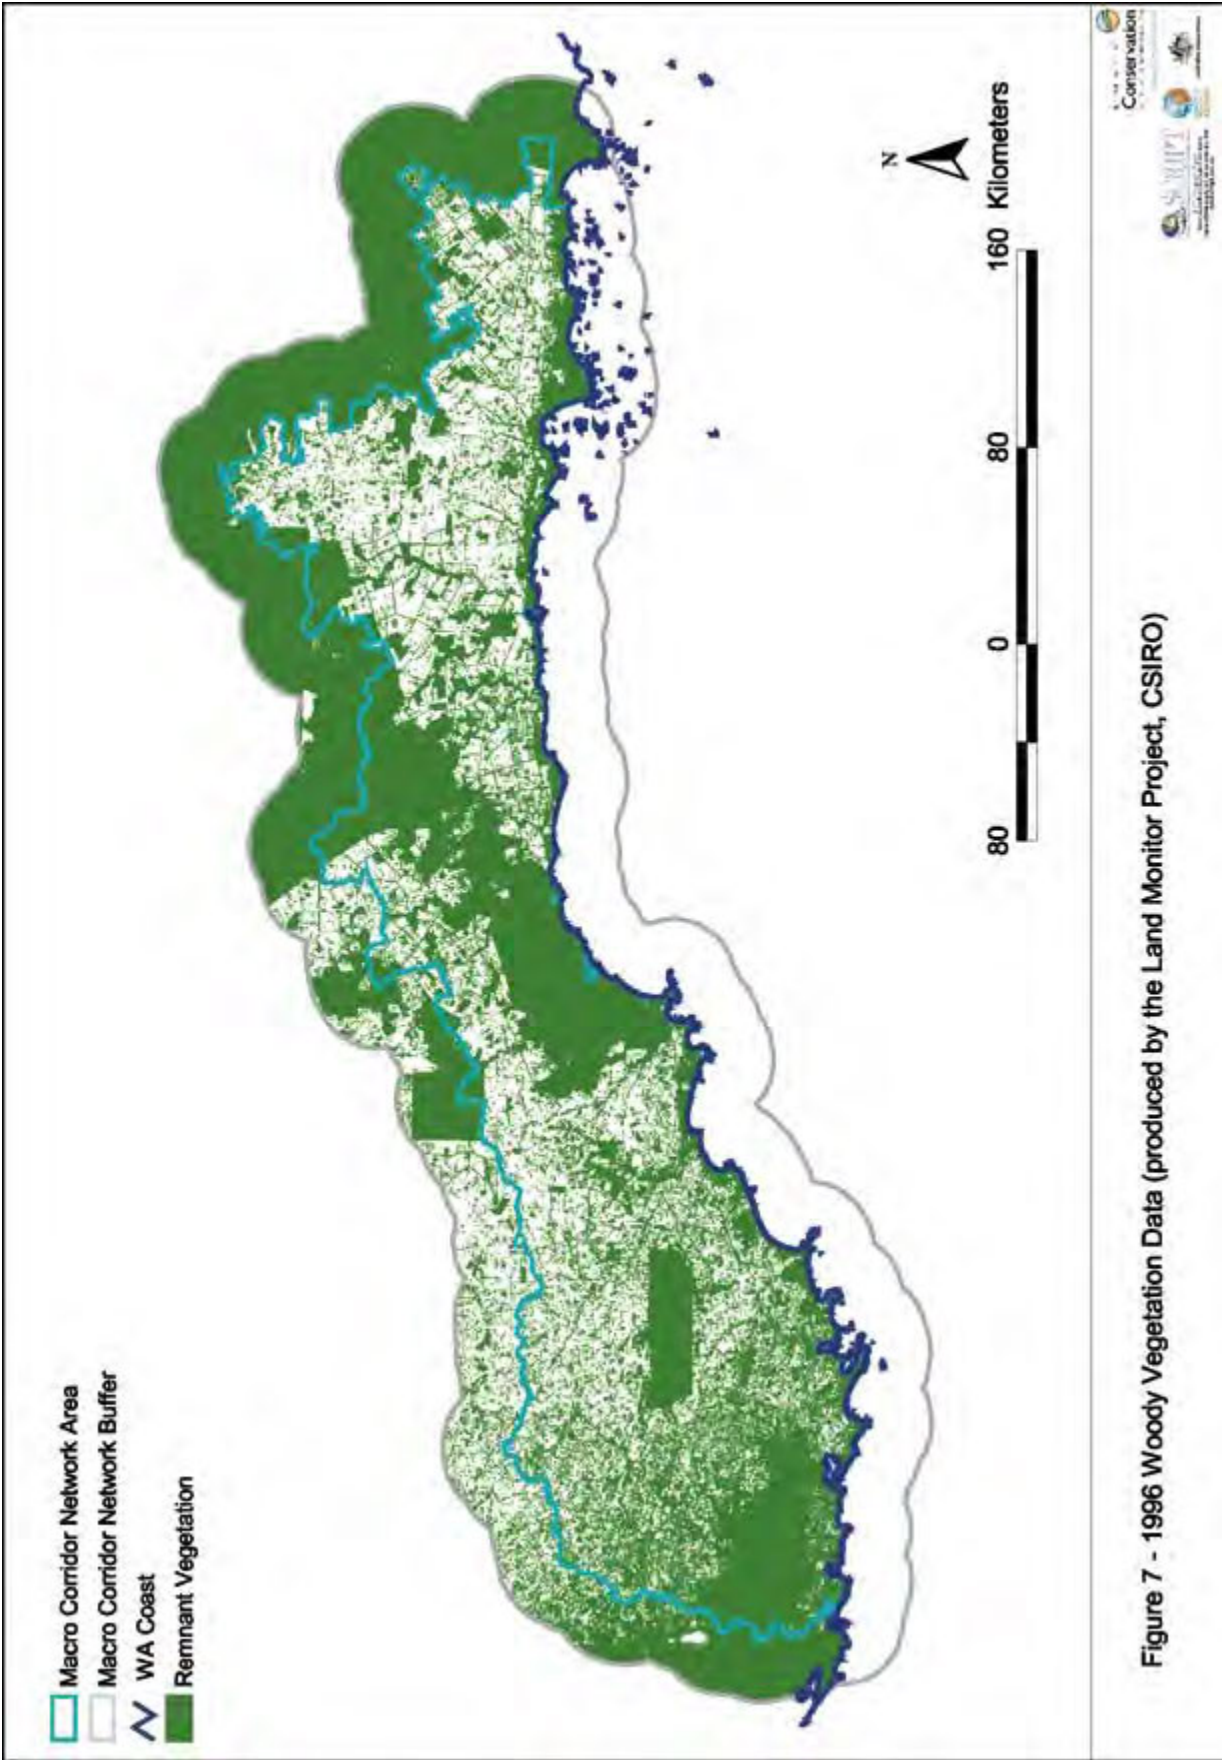 Macro Corridor Network Area
Macro Corridor Network Buffer
WA Coast
Remnant Vegetation
N
80 0 80 160 Kilometers
Figure 7 - 1996 Woody Vegetation Data (produced by the Land Monitor Project, CSIRO)
Conservation
SCRIPT